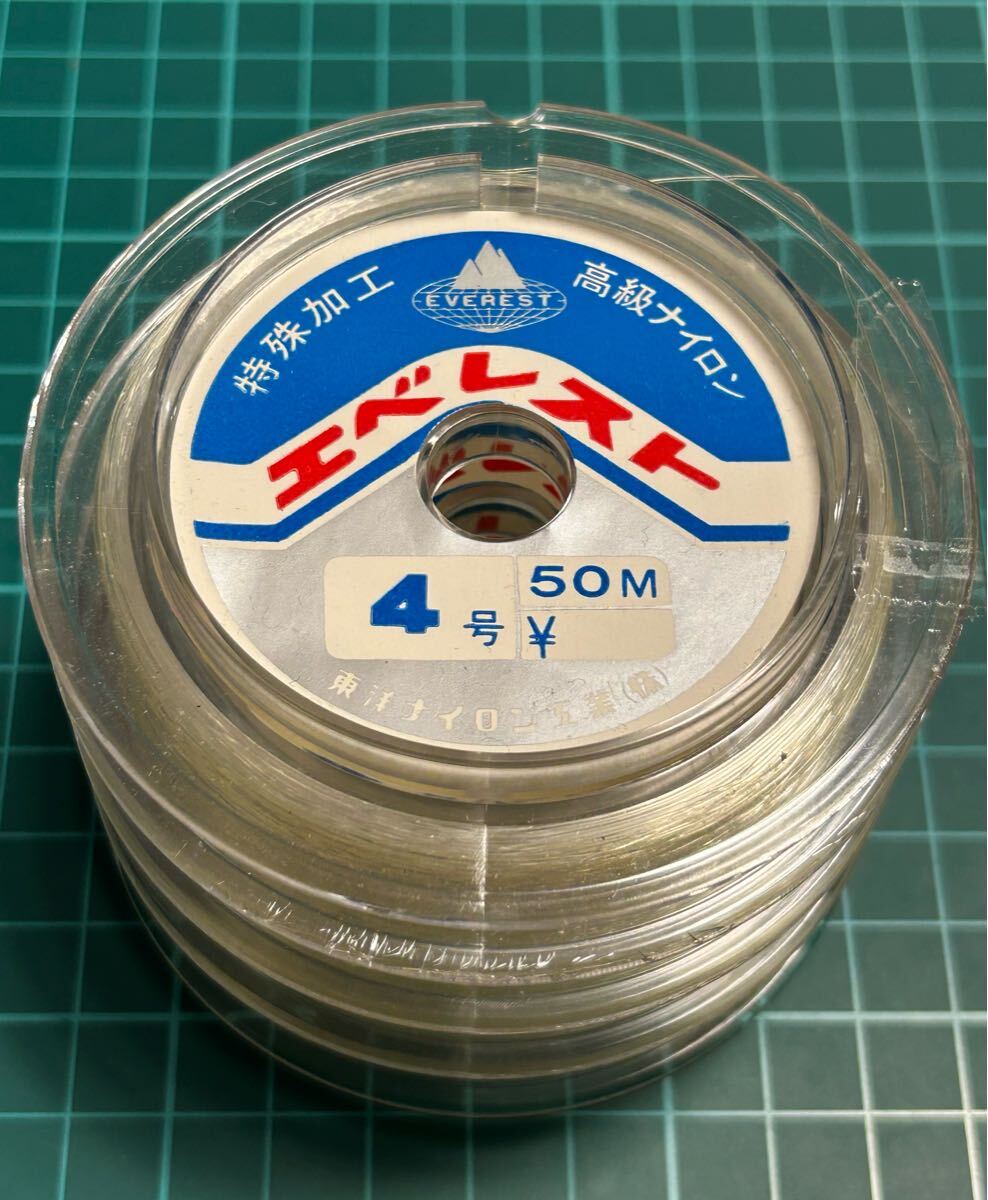 特殊加工
EVEREST
高級ナイロン
エベレスト
4号
50M
¥
東洋ナイロン工業(株)